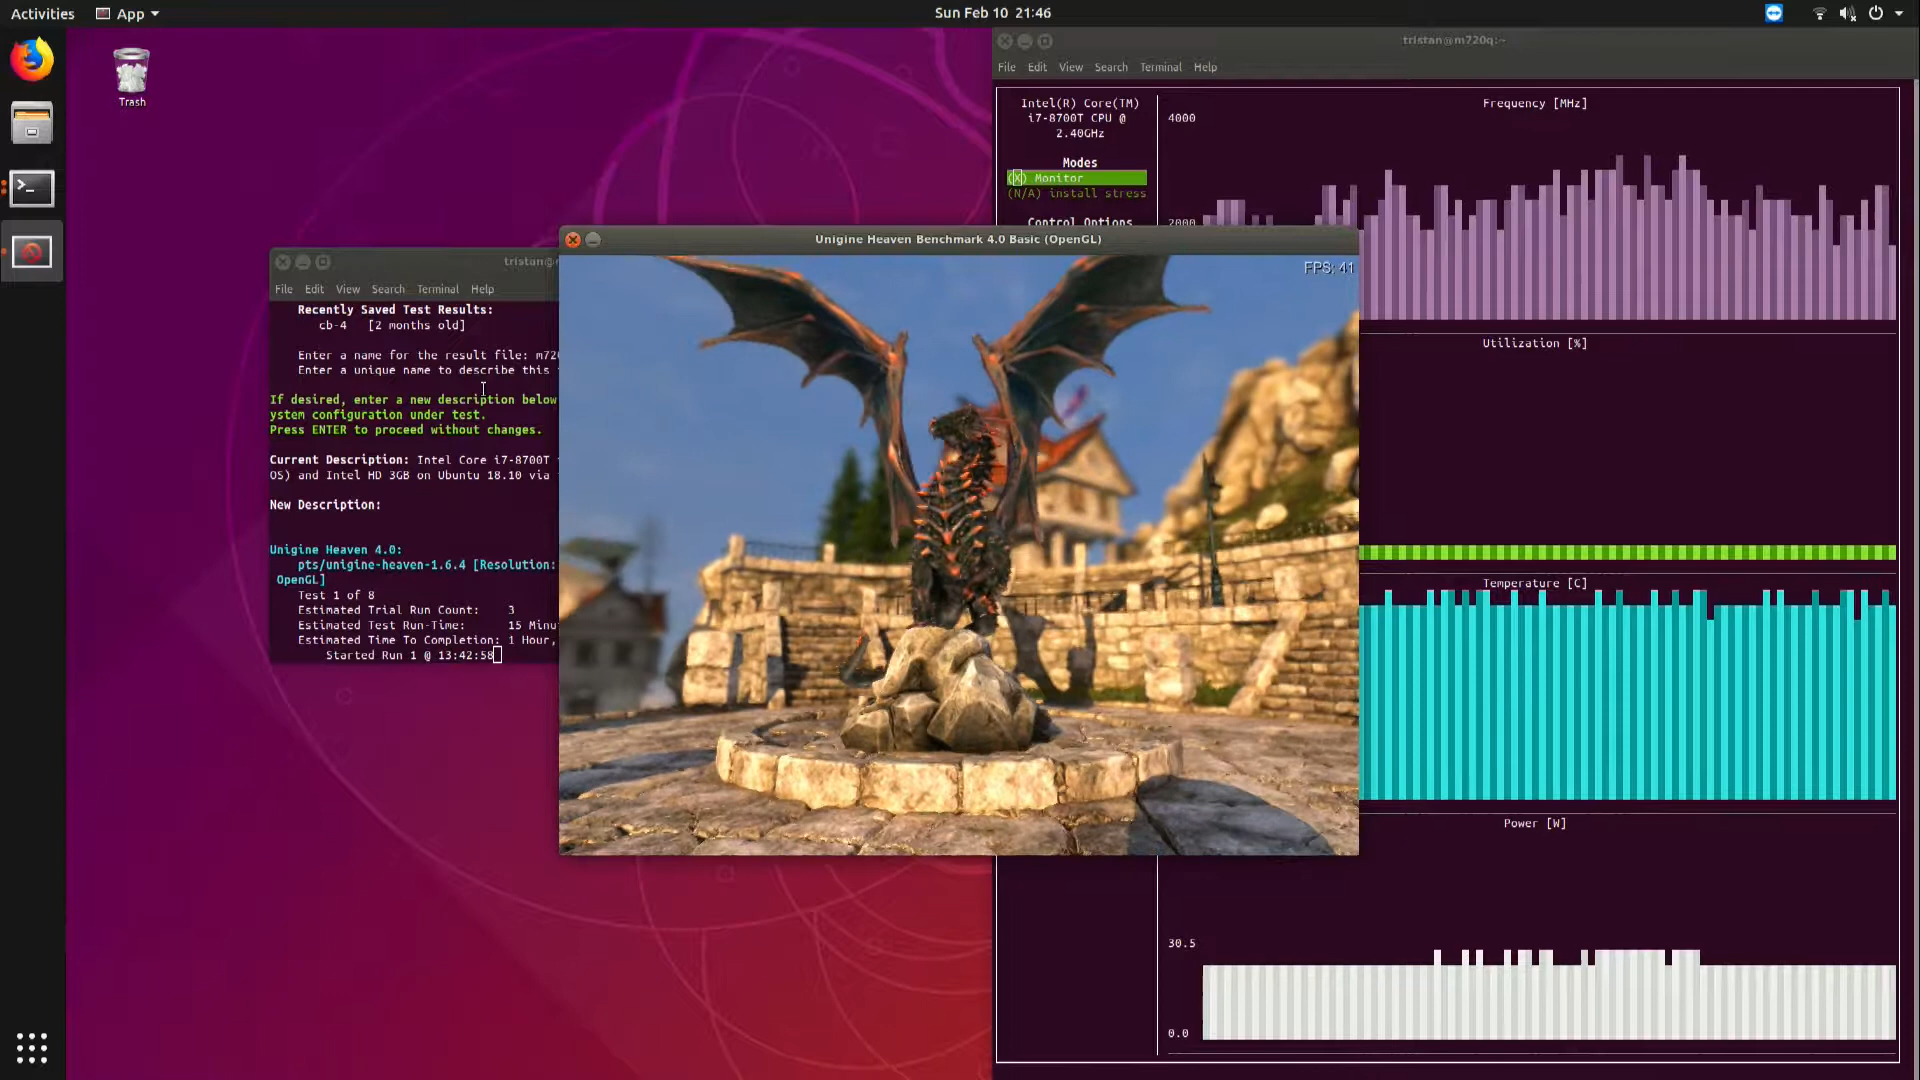 Activities
App
Sun Feb 10 21:46
Trash
tristan@m720q:~
File Edit View Search Terminal Help
Intel(R) Core(TM)
i7-8700T CPU @
2.40GHz
Modes
(X) Monitor
(N/A) install stress
Control Options
Frequency [MHz]
4000
2000
Utilization [%]
Temperature [C]
Power [W]
30.5
0.0
Unigine Heaven Benchmark 4.0 Basic (OpenGL)
FPS: 41
tristan@
File Edit View Search Terminal Help
Recently Saved Test Results:
cb-4 [2 months old]
Enter a name for the result file: m72
Enter a unique name to describe this
If desired, enter a new description below
ystem configuration under test.
Press ENTER to proceed without changes.
Current Description: Intel Core i7-8700T
OS) and Intel HD 3GB on Ubuntu 18.10 via
New Description:
Unigine Heaven 4.0:
pts/unigine-heaven-1.6.4 [Resolution:
OpenGL]
Test 1 of 8
Estimated Trial Run Count: 3
Estimated Test Run-Time: 15 Minu
Estimated Time To Completion: 1 Hour,
Started Run 1 @ 13:42:58